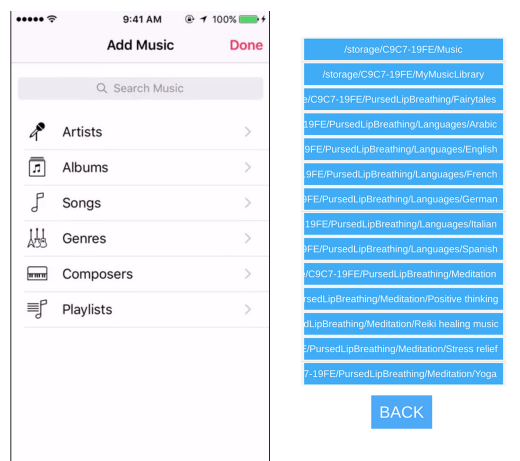 9:41 AM
100%
Add Music
Done
Search Music
Artists
Albums
Songs
Genres
Composers
Playlists
/storage/C9C7-19FE/Music
/storage/C9C7-19FE/MyMusicLibrary
e/C9C7-19FE/PursedLipBreathing/Fairytales
19FE/PursedLipBreathing/Languages/Arabic
9FE/PursedLipBreathing/Languages/English
19FE/PursedLipBreathing/Languages/French
9FE/PursedLipBreathing/Languages/German
19FE/PursedLipBreathing/Languages/Italian
9FE/PursedLipBreathing/Languages/Spanish
/C9C7-19FE/PursedLipBreathing/Meditation
rsedLipBreathing/Meditation/Positive thinking
dLipBreathing/Meditation/Reiki healing music
/PursedLipBreathing/Meditation/Stress relief
7-19FE/PursedLipBreathing/Meditation/Yoga
BACK